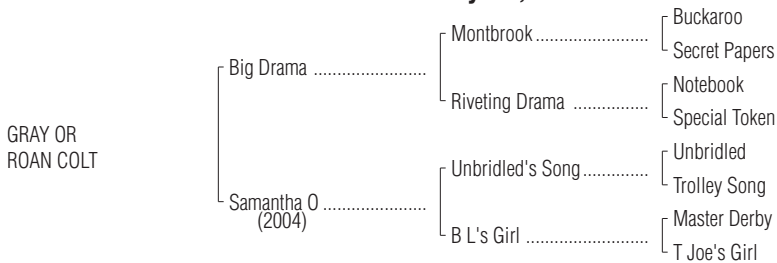 GRAY OR
ROAN COLT
Big Drama ........................
Samantha O ......................
(2004)
Montbrook........................
Riveting Drama ................
Unbridled's Song..............
B L's Girl ..........................
Buckaroo
Secret Papers
Notebook
Special Token
Unbridled
Trolley Song
Master Derby
T Joe's Girl